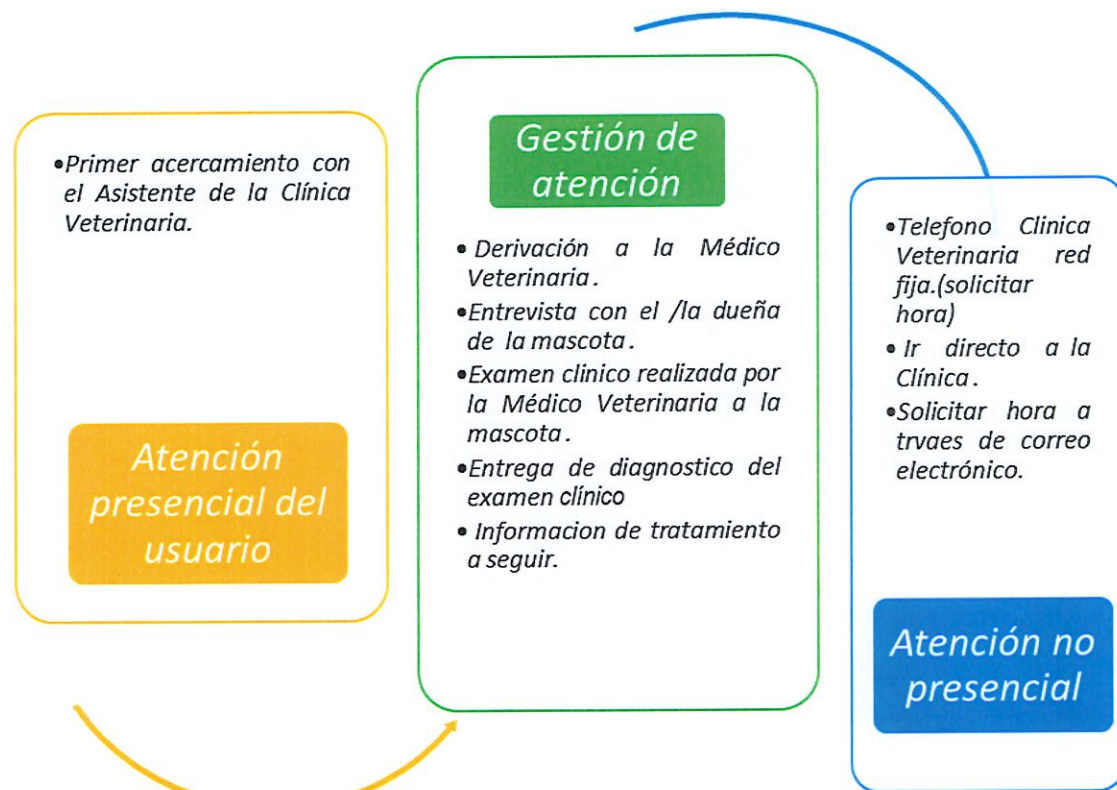 •Primer acercamiento con
el Asistente de la Clínica
Veterinaria.
Atención
presencial del
usuario
Gestión de
atención
• Derivación a la Médico
Veterinaria.
•Entrevista con el /la dueña
de la mascota.
•Examen clínico realizada por
la Médico Veterinaria a la
mascota.
•Entrega de diagnostico del
examen clínico
• Informacion de tratamiento
a seguir.
•Telefono Clinica
Veterinaria red
fija.(solicitar
hora)
• Ir directo a la
Clínica.
•Solicitar hora a
trvaes de correo
electrónico.
Atención no
presencial